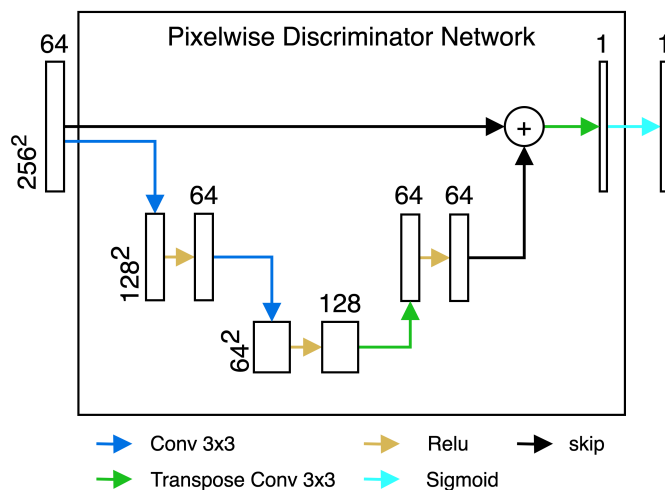 Pixelwise Discriminator Network
64
1
1
256²
+
64
128²
64
64
128
64²
Conv 3x3
Relu
skip
Transpose Conv 3x3
Sigmoid